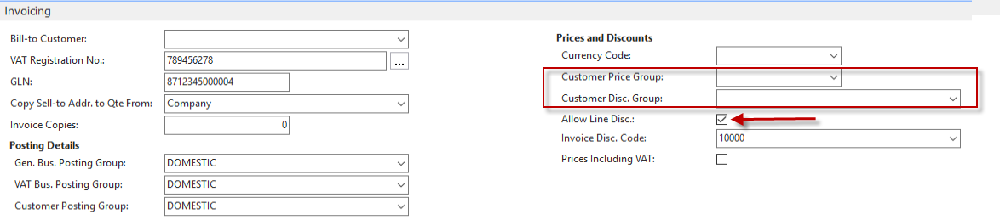 Invoicing
Bill-to Customer:
VAT Registration No.: 789456278 ...
GLN: 8712345000004
Copy Sell-to Addr. to Qte From: Company
Invoice Copies: 0
Posting Details
Gen. Bus. Posting Group: DOMESTIC
VAT Bus. Posting Group: DOMESTIC
Customer Posting Group: DOMESTIC
Prices and Discounts
Currency Code:
Customer Price Group:
Customer Disc. Group:
Allow Line Disc.:
Invoice Disc. Code: 10000
Prices Including VAT: